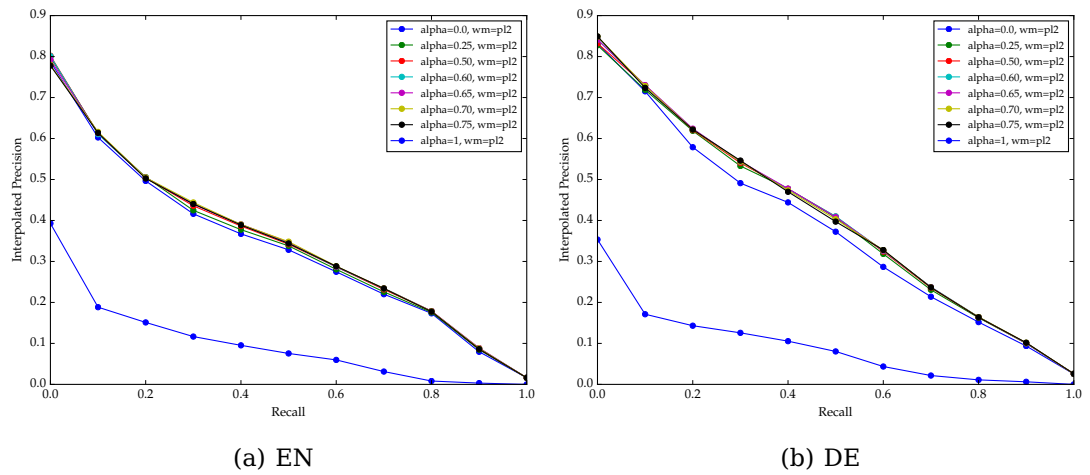 0.9
0.8
0.7
0.6
0.5
0.4
0.3
0.2
0.1
0.0
Interpolated Precision
0.0 0.2 0.4 0.6 0.8 1.0
Recall
alpha=0.0, wm=pl2
alpha=0.25, wm=pl2
alpha=0.50, wm=pl2
alpha=0.60, wm=pl2
alpha=0.65, wm=pl2
alpha=0.70, wm=pl2
alpha=0.75, wm=pl2
alpha=1, wm=pl2
(a) EN
0.9
0.8
0.7
0.6
0.5
0.4
0.3
0.2
0.1
0.0
Interpolated Precision
0.0 0.2 0.4 0.6 0.8 1.0
Recall
alpha=0.0, wm=pl2
alpha=0.25, wm=pl2
alpha=0.50, wm=pl2
alpha=0.60, wm=pl2
alpha=0.65, wm=pl2
alpha=0.70, wm=pl2
alpha=0.75, wm=pl2
alpha=1, wm=pl2
(b) DE